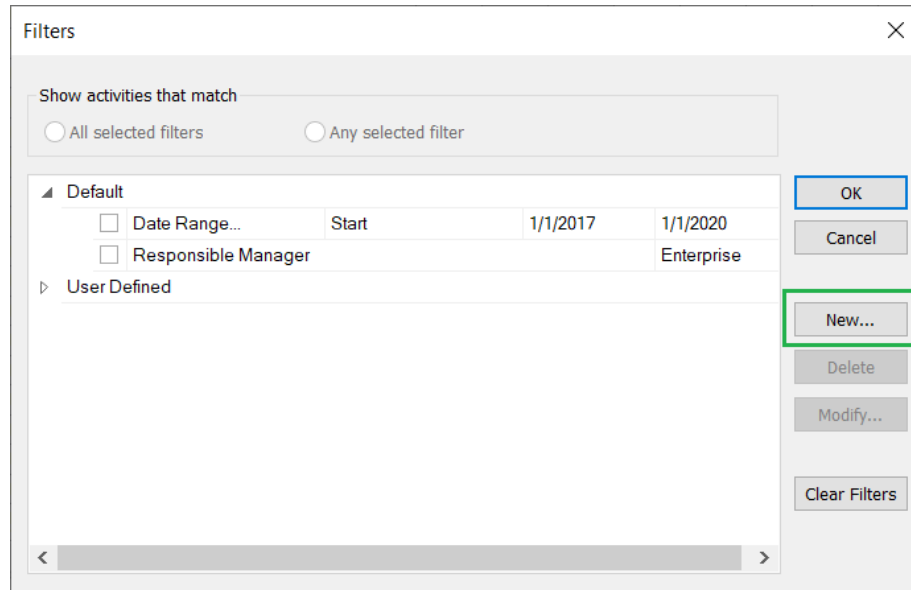 Filters
Show activities that match
All selected filters Any selected filter
Default
Date Range... Start 1/1/2017 1/1/2020
Responsible Manager Enterprise
User Defined
OK
Cancel
New...
Delete
Modify...
Clear Filters